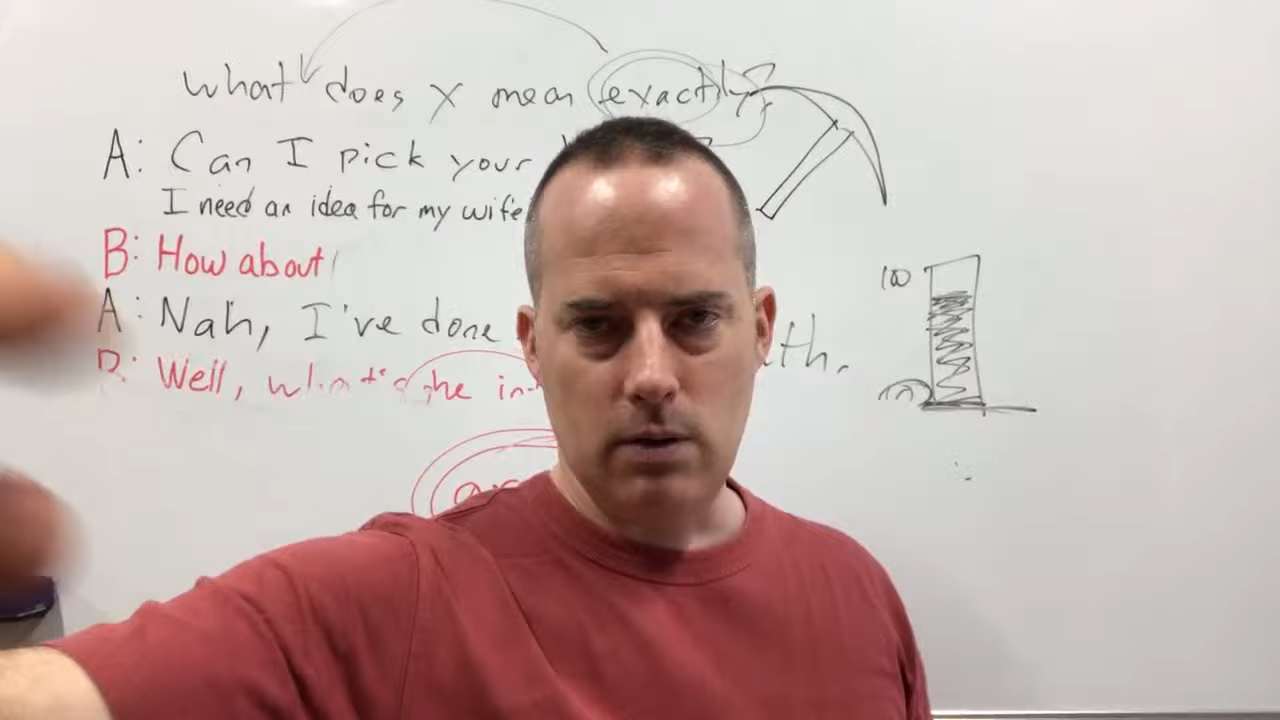 what does x mean exactly?
A: Can I pick your
I need an idea for my wife
B: How about
A: Nah, I've done th.
100
B: Well, what's the in